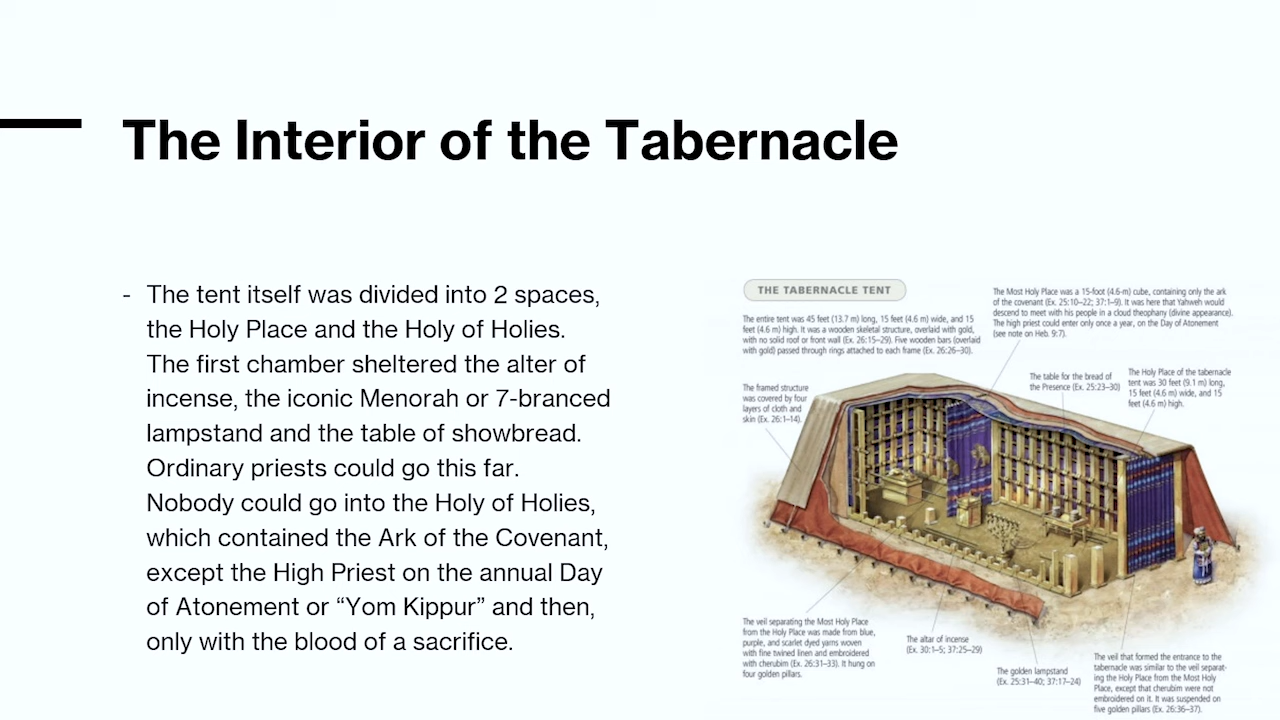 The Interior of the Tabernacle
- The tent itself was divided into 2 spaces,
the Holy Place and the Holy of Holies.
The first chamber sheltered the alter of
incense, the iconic Menorah or 7-branced
lampstand and the table of showbread.
Ordinary priests could go this far.
Nobody could go into the Holy of Holies,
which contained the Ark of the Covenant,
except the High Priest on the annual Day
of Atonement or “Yom Kippur” and then,
only with the blood of a sacrifice.
THE TABERNACLE TENT
The entire tent was 45 feet (13.7 m) long, 15 feet (4.6 m) wide, and 15
feet (4.6 m) high. It was a wooden skeletal structure, overlaid with gold,
with no solid roof or front wall (Ex. 26:15–29). Five wooden bars (overlaid
with gold) passed through rings attached to each frame (Ex. 26:26–30).
The Most Holy Place was a 15-foot (4.6-m) cube, containing only the ark
of the covenant (Ex. 25:10–22; 37:1–9). It was here that Yahweh would
descend to meet with his people in a cloud theophany (divine appearance).
The high priest could enter only once a year, on the Day of Atonement
(see note on Heb. 9:7).
The framed structure
was covered by four
layers of cloth and
skin (Ex. 26:1–14).
The table for the bread of
the Presence (Ex. 25:23–30)
The Holy Place of the tabernacle
tent was 30 feet (9.1 m) long,
15 feet (4.6 m) wide, and 15
feet (4.6 m) high.
The veil separating the Most Holy Place
from the Holy Place was made from blue,
purple, and scarlet dyed yarns woven
with fine twined linen and embroidered
with cherubim (Ex. 26:31–33). It hung on
four golden pillars.
The altar of incense
(Ex. 30:1–5; 37:25–29)
The golden lampstand
(Ex. 25:31–40; 37:17–24)
The veil that formed the entrance to the
tabernacle was similar to the veil separat-
ing the Holy Place from the Most Holy
Place, except that cherubim were not
embroidered on it. It was suspended on
five golden pillars (Ex. 26:36–37).